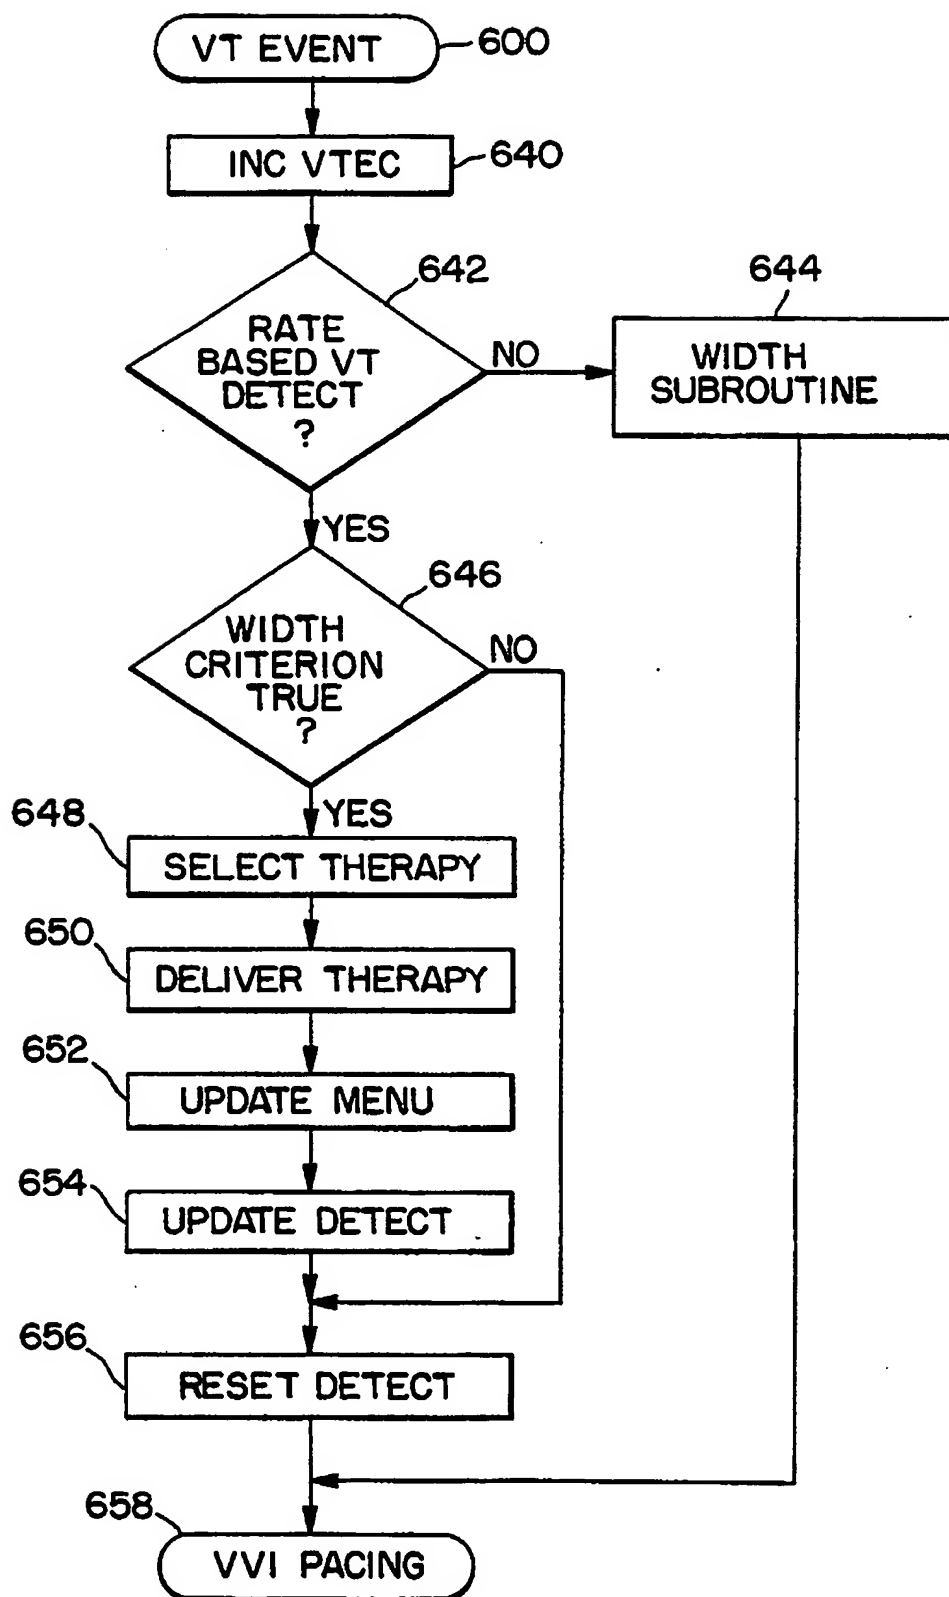 VT EVENT
600
INC VTEC
640
642
RATE
BASED VT
DETECT
?
NO
644
WIDTH
SUBROUTINE
YES
646
WIDTH
CRITERION
TRUE
?
NO
YES
648
SELECT THERAPY
650
DELIVER THERAPY
652
UPDATE MENU
654
UPDATE DETECT
656
RESET DETECT
658
VVI PACING